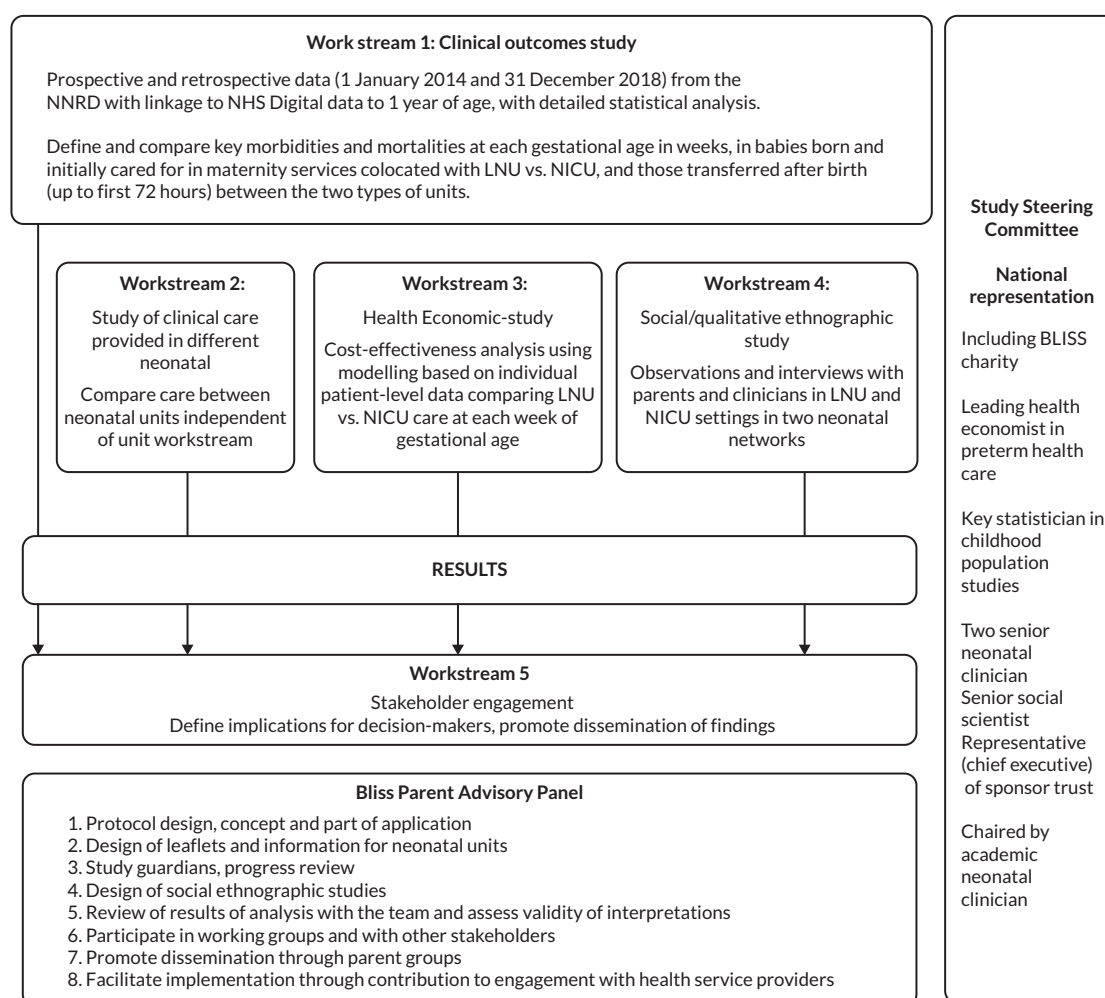 Work stream 1: Clinical outcomes study
Prospective and retrospective data (1 January 2014 and 31 December 2018) from the
NNRD with linkage to NHS Digital data to 1 year of age, with detailed statistical analysis.
Define and compare key morbidities and mortalities at each gestational age in weeks, in babies born and
initially cared for in maternity services colocated with LNU vs. NICU, and those transferred after birth
(up to first 72 hours) between the two types of units.
Workstream 2:
Study of clinical care
provided in different
neonatal
Compare care between
neonatal units independent
of unit workstream
Workstream 3:
Health Economic-study
Cost-effectiveness analysis using
modelling based on individual
patient-level data comparing LNU
vs. NICU care at each week of
gestational age
Workstream 4:
Social/qualitative ethnographic
study
Observations and interviews with
parents and clinicians in LNU and
NICU settings in two neonatal
networks
RESULTS
Workstream 5
Stakeholder engagement
Define implications for decision-makers, promote dissemination of findings
Bliss Parent Advisory Panel
1. Protocol design, concept and part of application
2. Design of leaflets and information for neonatal units
3. Study guardians, progress review
4. Design of social ethnographic studies
5. Review of results of analysis with the team and assess validity of interpretations
6. Participate in working groups and with other stakeholders
7. Promote dissemination through parent groups
8. Facilitate implementation through contribution to engagement with health service providers
Study Steering
Committee
National
representation
Including BLISS
charity
Leading health
economist in
preterm health
care
Key statistician in
childhood
population
studies
Two senior
neonatal
clinician
Senior social
scientist
Representative
(chief executive)
of sponsor trust
Chaired by
academic
neonatal
clinician